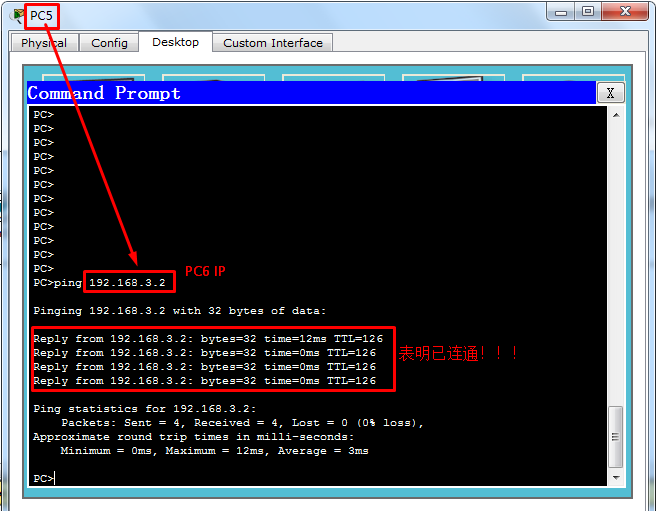 PC5
Physical Config Desktop Custom Interface
Command Prompt X
PC>
PC>
PC>
PC>
PC>
PC>
PC>
PC>
PC>
PC>
PC>
PC>
PC>ping 192.168.3.2
PC6 IP
Pinging 192.168.3.2 with 32 bytes of data:
Reply from 192.168.3.2: bytes=32 time=12ms TTL=126
Reply from 192.168.3.2: bytes=32 time=0ms TTL=126
Reply from 192.168.3.2: bytes=32 time=0ms TTL=126
Reply from 192.168.3.2: bytes=32 time=0ms TTL=126
表明已连通！！！
Ping statistics for 192.168.3.2:
Packets: Sent = 4, Received = 4, Lost = 0 (0% loss),
Approximate round trip times in milli-seconds:
Minimum = 0ms, Maximum = 12ms, Average = 3ms
PC>